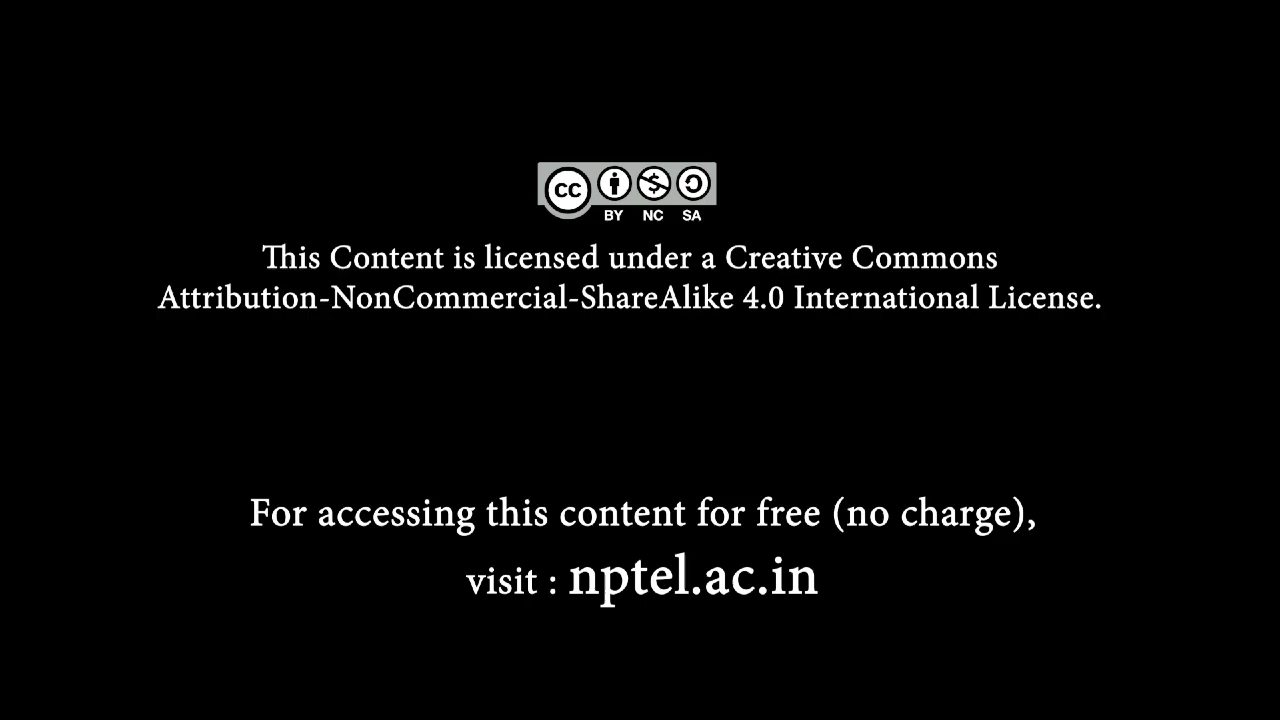 CC
BY NC SA
This Content is licensed under a Creative Commons
Attribution-NonCommercial-ShareAlike 4.0 International License.
For accessing this content for free (no charge),
visit : nptel.ac.in